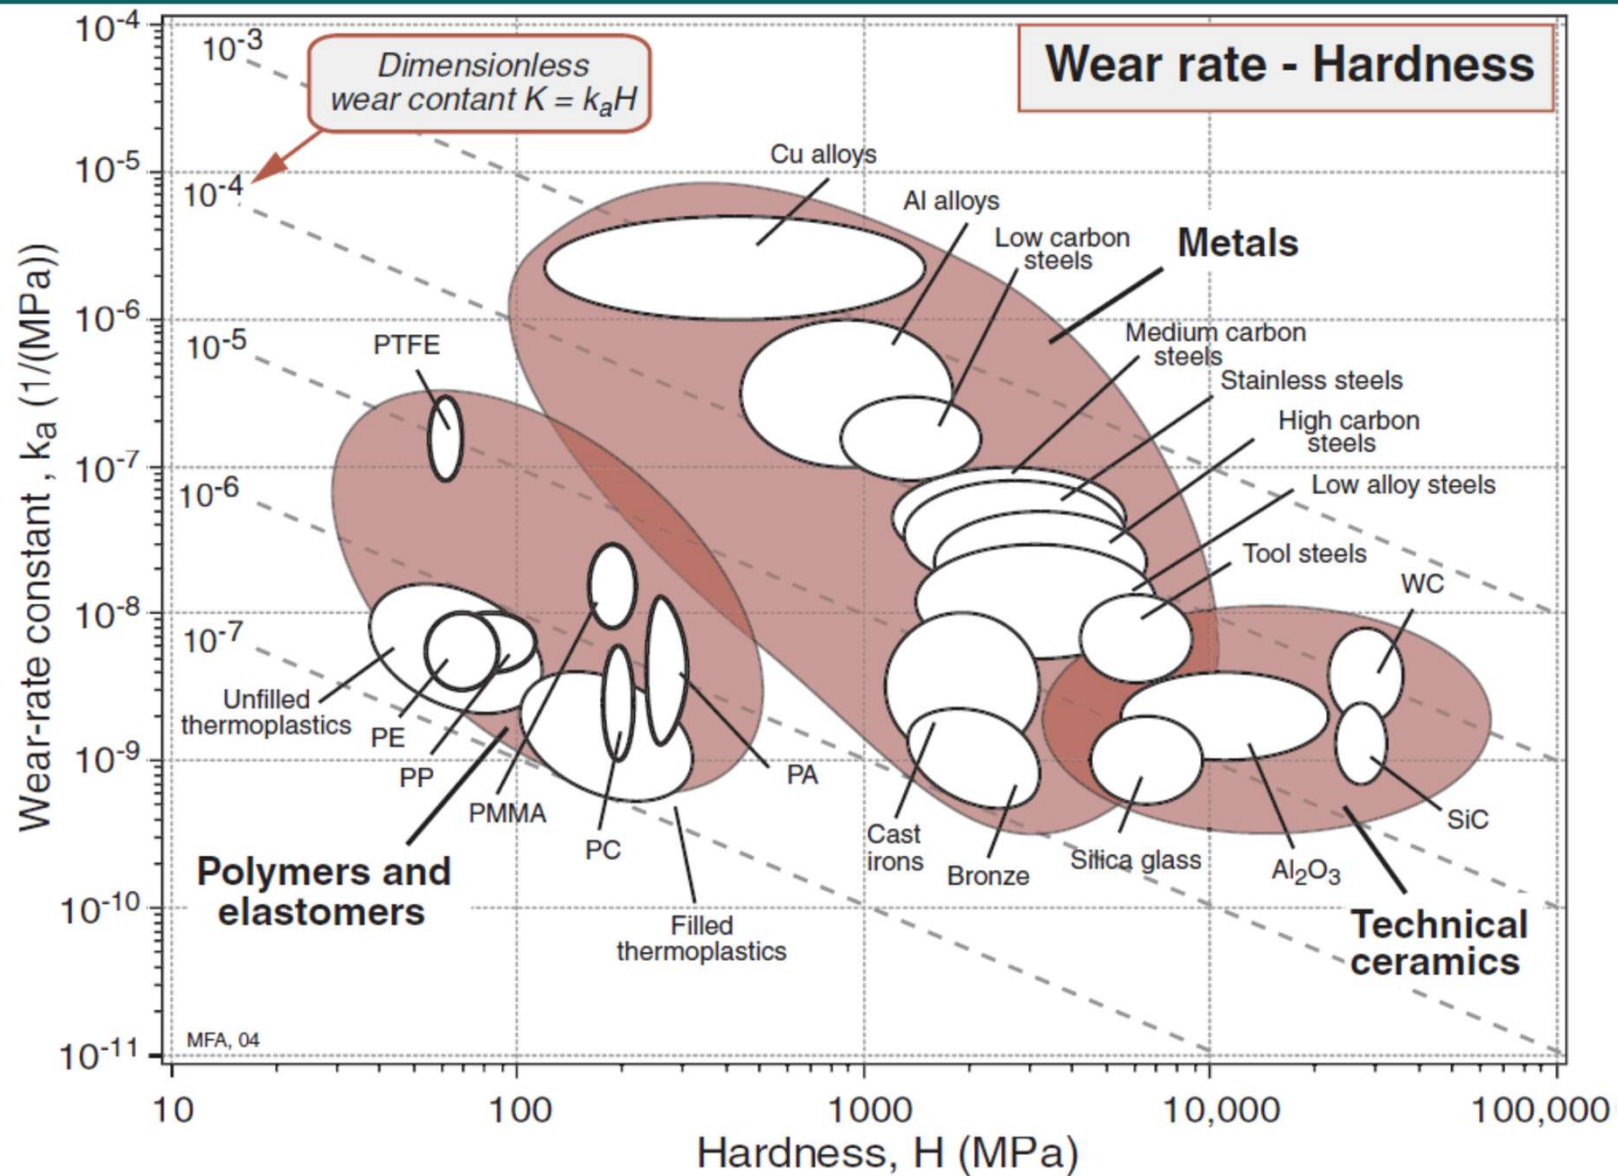 Wear rate - Hardness
Dimensionless
wear contant K = kₐH
Wear-rate constant , kₐ (1/(MPa))
10⁻⁴
10⁻⁵
10⁻⁶
10⁻⁷
10⁻⁸
10⁻⁹
10⁻¹⁰
10⁻¹¹
10⁻³
10⁻⁴
10⁻⁵
10⁻⁶
10⁻⁷
Cu alloys
Al alloys
Low carbon
steels
Metals
Medium carbon
steels
Stainless steels
High carbon
steels
Low alloy steels
Tool steels
WC
PTFE
Unfilled
thermoplastics
PE
PP
PMMA
PC
PA
Polymers and
elastomers
Filled
thermoplastics
Cast
irons
Bronze
Silica glass
Al₂O₃
SiC
Technical
ceramics
MFA, 04
10
100
1000
10,000
100,000
Hardness, H (MPa)